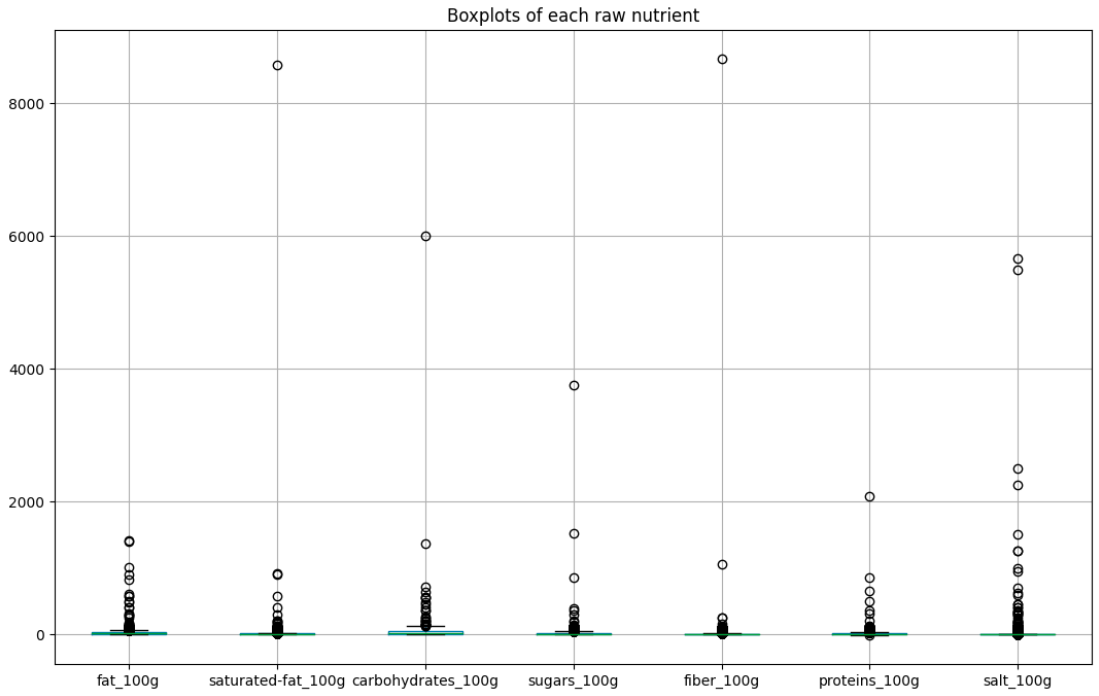 Boxplots of each raw nutrient
8000
6000
4000
2000
0
fat_100g saturated-fat_100g carbohydrates_100g sugars_100g fiber_100g proteins_100g salt_100g